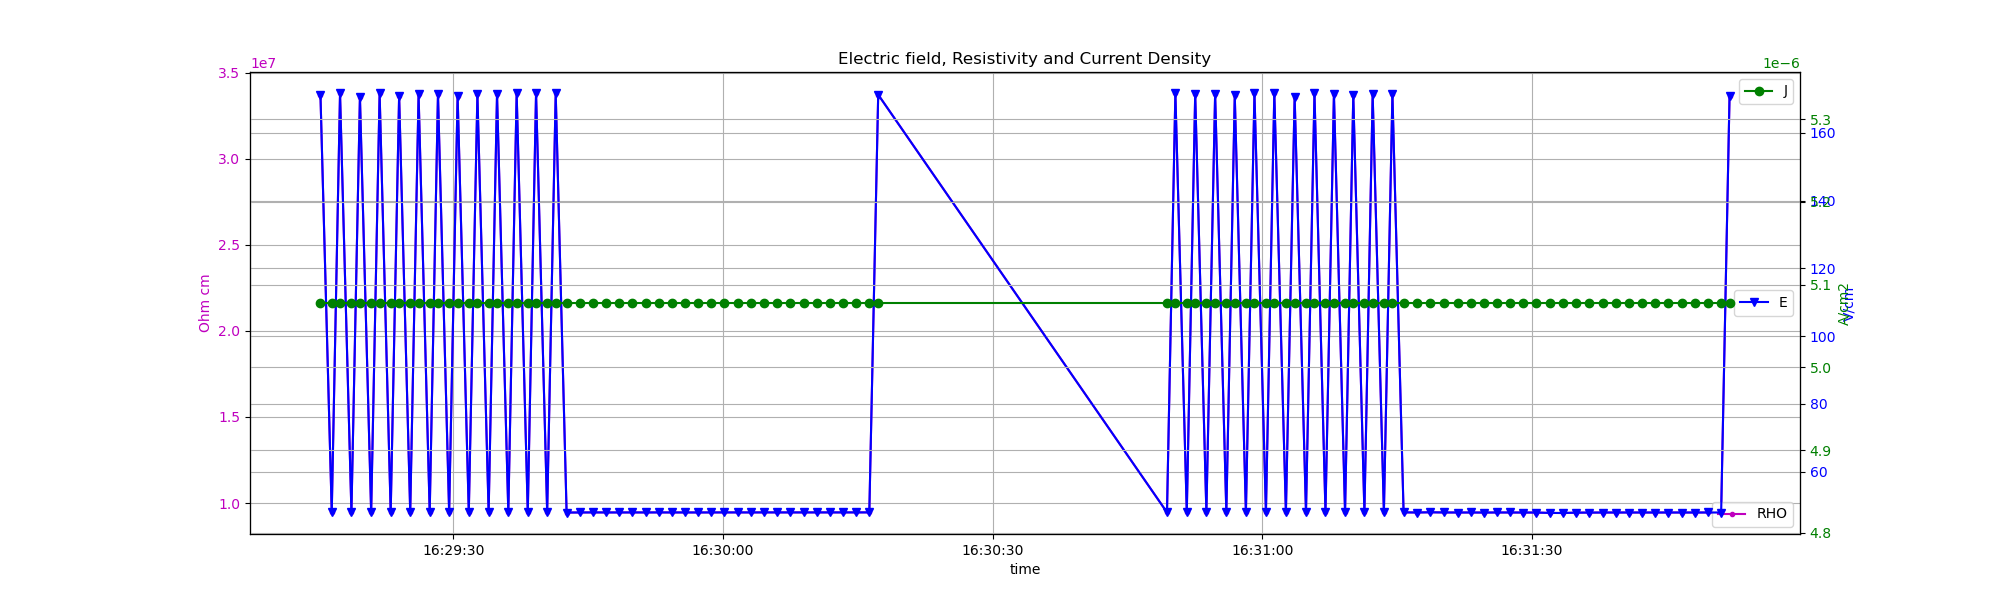 Electric field, Resistivity and Current Density
1e7
1e−6
3.5
3.0
2.5
2.0
1.5
1.0
Ohm cm
J
E
RHO
5.3
5.2
5.1
5.0
4.9
4.8
A/cm2
160
140
120
100
80
60
V/cm
16:29:30
16:30:00
16:30:30
16:31:00
16:31:30
time